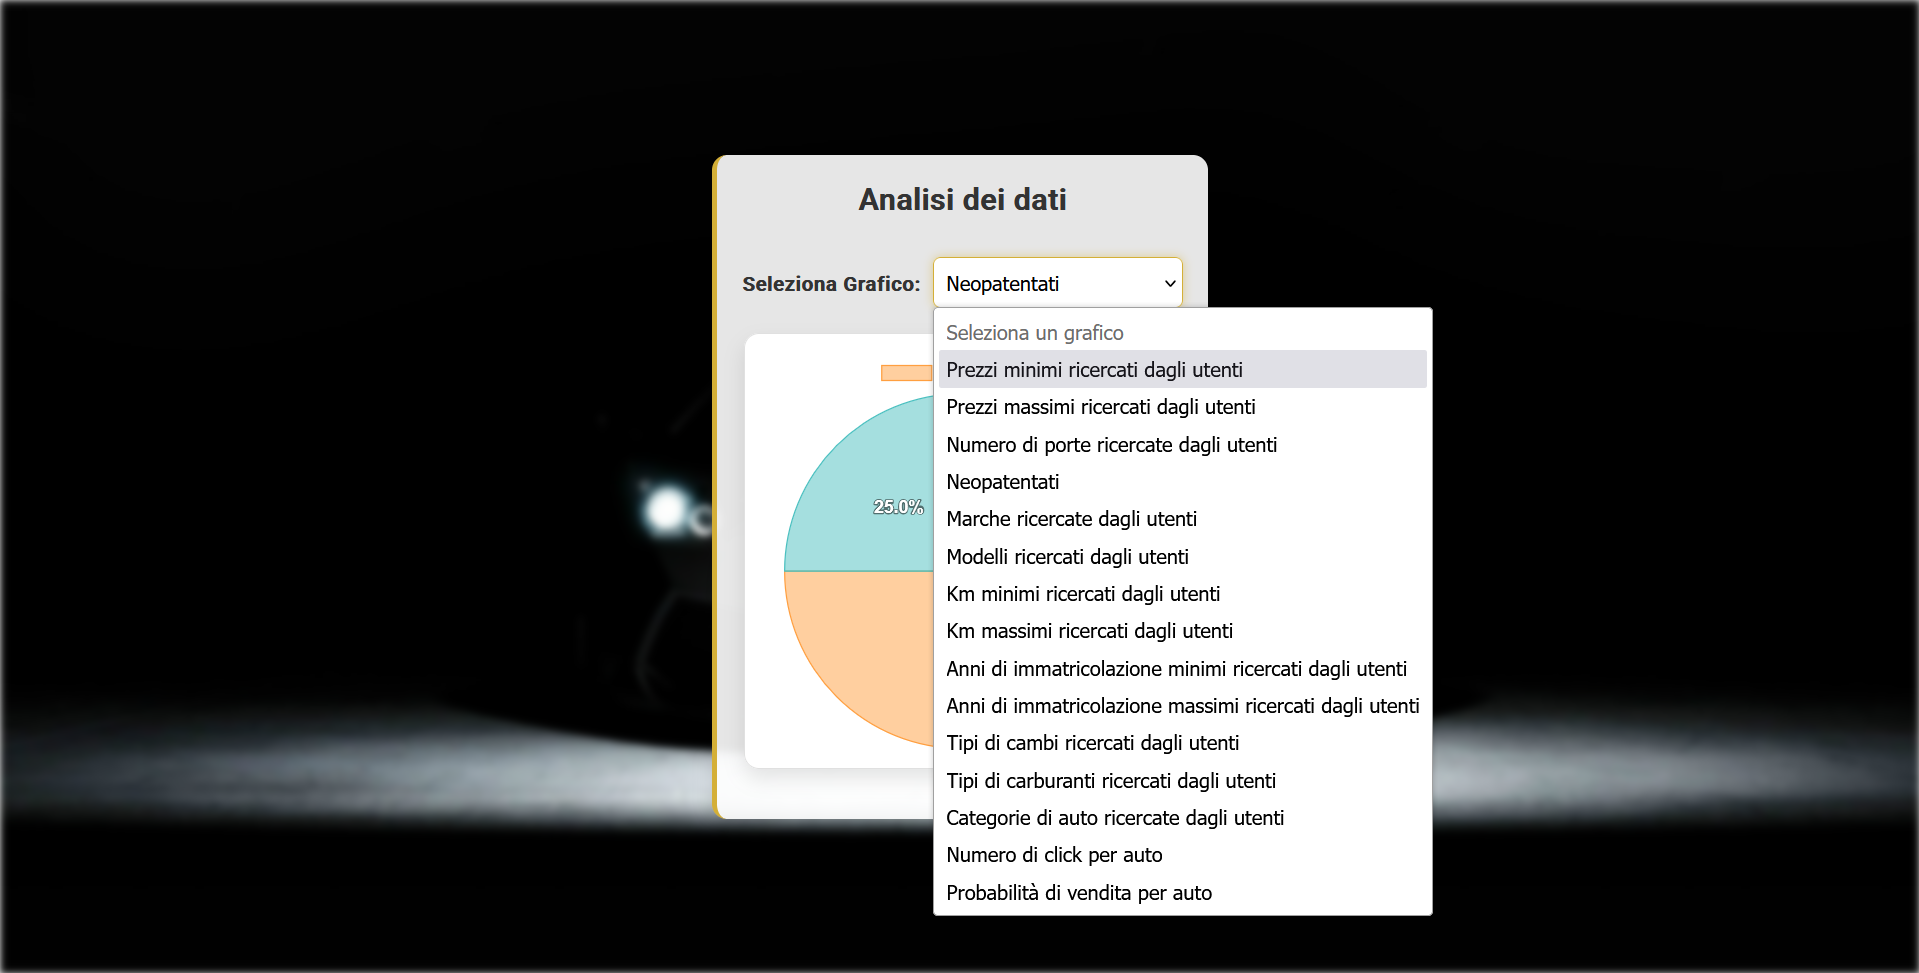 Analisi dei dati
Seleziona Grafico:
Neopatentati
Seleziona un grafico
Prezzi minimi ricercati dagli utenti
Prezzi massimi ricercati dagli utenti
Numero di porte ricercate dagli utenti
Neopatentati
Marche ricercate dagli utenti
Modelli ricercati dagli utenti
Km minimi ricercati dagli utenti
Km massimi ricercati dagli utenti
Anni di immatricolazione minimi ricercati dagli utenti
Anni di immatricolazione massimi ricercati dagli utenti
Tipi di cambi ricercati dagli utenti
Tipi di carburanti ricercati dagli utenti
Categorie di auto ricercate dagli utenti
Numero di click per auto
Probabilità di vendita per auto
25.0%